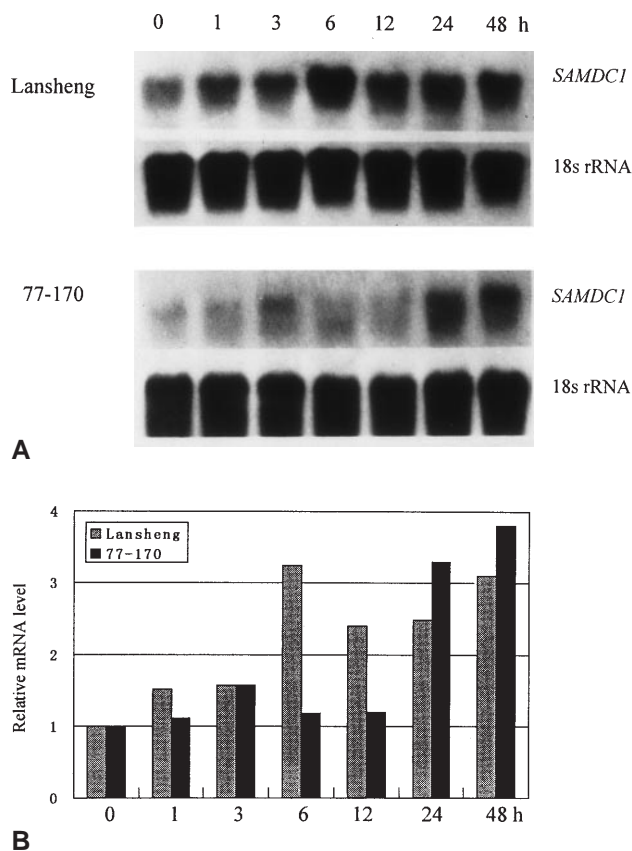 0 1 3 6 12 24 48 h
Lansheng SAMDC1
18s rRNA
77-170 SAMDC1
18s rRNA
A
4
Lansheng
77-170
3
2
1
0
Relative mRNA level
0 1 3 6 12 24 48 h
B